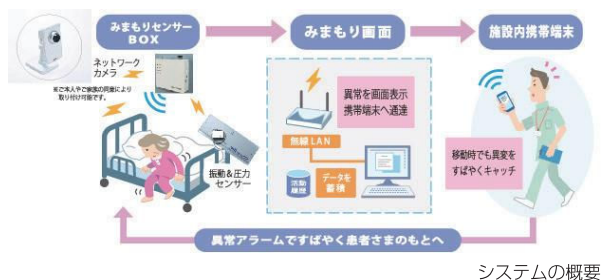 みまもりセンサー
BOX
みまもり画面
施設内携帯端末
ネットワーク
カメラ
※ご本人やご家族の同意により
取り付け可能です。
振動&圧力
センサー
異常を画面表示
携帯端末へ通達
無線LAN
活動
履歴
データを
蓄積
移動時でも異変を
すばやくキャッチ
異常アラームですばやく患者さまのもとへ
システムの概要